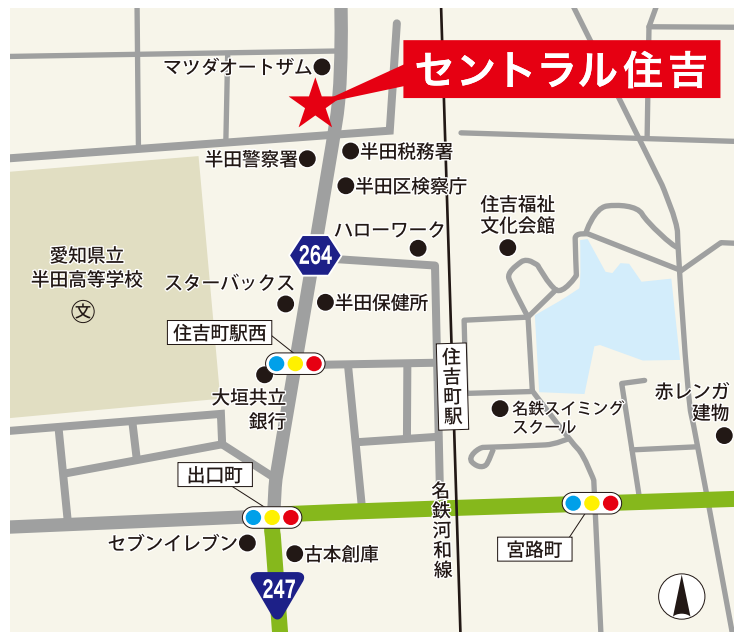 セントラル住吉
マツダオートザム
半田警察署
半田税務署
半田区検察庁
住吉福祉
文化会館
ハローワーク
264
愛知県立
半田高等学校
文
スターバックス
半田保健所
住吉町駅西
住吉町駅
大垣共立
銀行
名鉄スイミング
スクール
赤レンガ
建物
出口町
名鉄河和線
セブンイレブン
古本創庫
宮路町
247